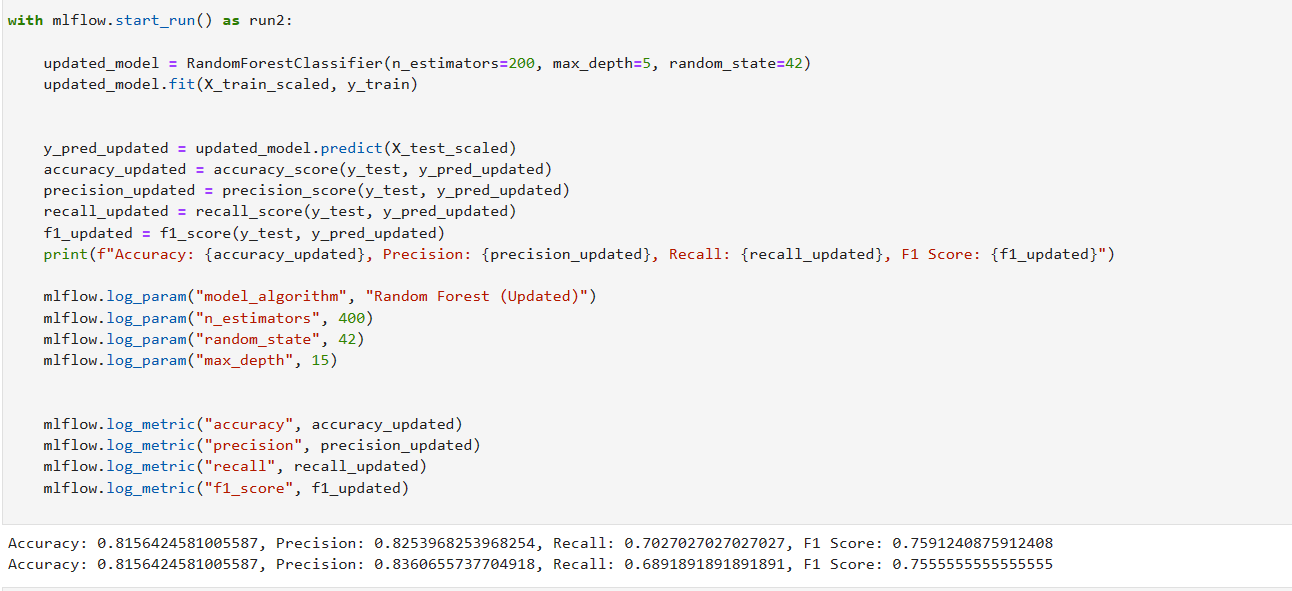 with mlflow.start_run() as run2:
updated_model = RandomForestClassifier(n_estimators=200, max_depth=5, random_state=42)
updated_model.fit(X_train_scaled, y_train)
y_pred_updated = updated_model.predict(X_test_scaled)
accuracy_updated = accuracy_score(y_test, y_pred_updated)
precision_updated = precision_score(y_test, y_pred_updated)
recall_updated = recall_score(y_test, y_pred_updated)
f1_updated = f1_score(y_test, y_pred_updated)
print(f"Accuracy: {accuracy_updated}, Precision: {precision_updated}, Recall: {recall_updated}, F1 Score: {f1_updated}")
mlflow.log_param("model_algorithm", "Random Forest (Updated)")
mlflow.log_param("n_estimators", 400)
mlflow.log_param("random_state", 42)
mlflow.log_param("max_depth", 15)
mlflow.log_metric("accuracy", accuracy_updated)
mlflow.log_metric("precision", precision_updated)
mlflow.log_metric("recall", recall_updated)
mlflow.log_metric("f1_score", f1_updated)
Accuracy: 0.8156424581005587, Precision: 0.8253968253968254, Recall: 0.7027027027027027, F1 Score: 0.7591240875912408
Accuracy: 0.8156424581005587, Precision: 0.8360655737704918, Recall: 0.6891891891891891, F1 Score: 0.7555555555555555